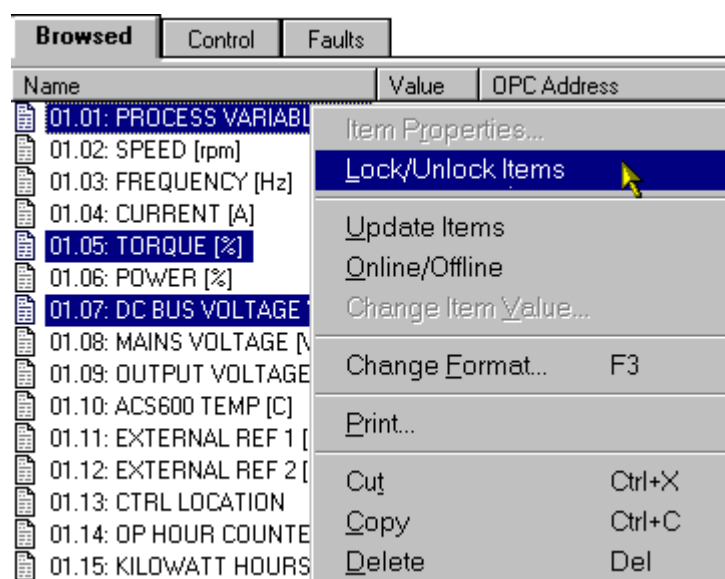 Browsed Control Faults
Name Value OPC Address
01.01: PROCESS VARIABL
01.02: SPEED [rpm]
01.03: FREQUENCY [Hz]
01.04: CURRENT [A]
01.05: TORQUE [%]
01.06: POWER [%]
01.07: DC BUS VOLTAGE
01.08: MAINS VOLTAGE [V
01.09: OUTPUT VOLTAGE
01.10: ACS600 TEMP [C]
01.11: EXTERNAL REF 1 [
01.12: EXTERNAL REF 2 [
01.13: CTRL LOCATION
01.14: OP HOUR COUNTE
01.15: KILOWATT HOURS
Item Properties...
Lock/Unlock Items
Update Items
Online/Offline
Change Item Value...
Change Format... F3
Print...
Cut Ctrl+X
Copy Ctrl+C
Delete Del